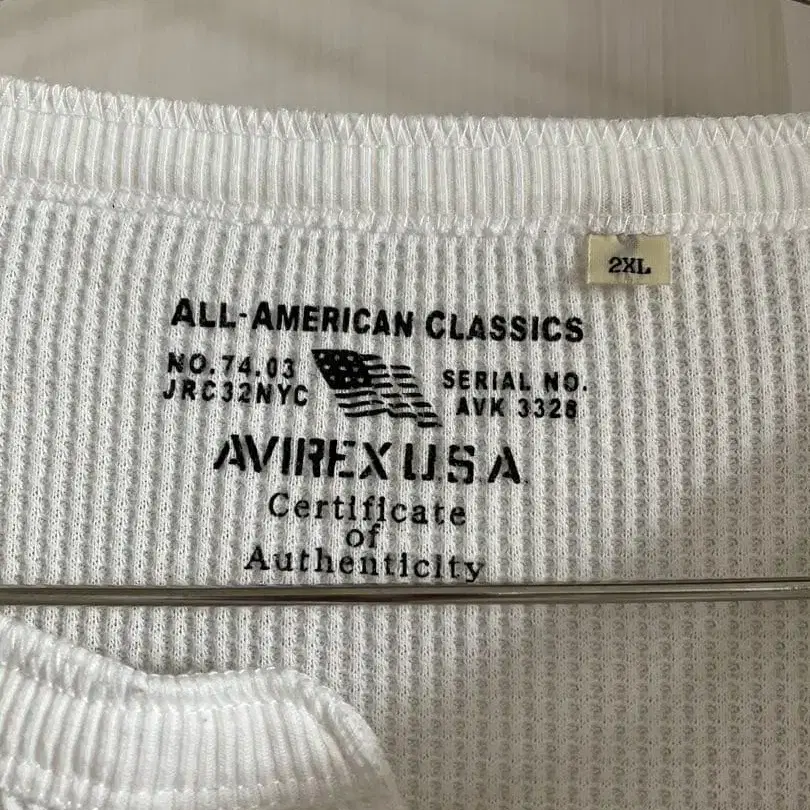 2XL
ALL-AMERICAN CLASSICS
NO.74.03
JRC32NYC
SERIAL NO.
AVK 3328
AVIREX U.S.A.
Certificate
of
Authenticity